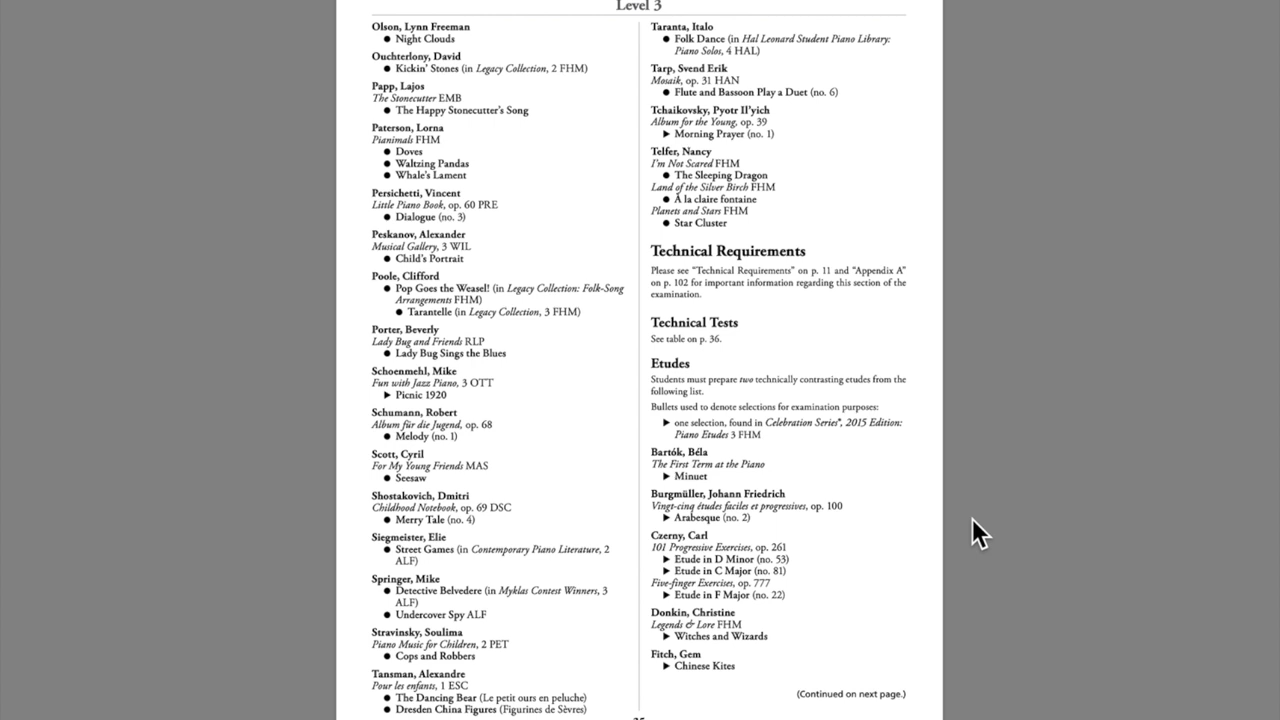 Level 3
Olson, Lynn Freeman
● Night Clouds
Ouchterlony, David
● Kickin' Stones (in Legacy Collection, 2 FHM)
Papp, Lajos
The Stonecutter EMB
● The Happy Stonecutter's Song
Paterson, Lorna
Pianimals FHM
● Doves
● Waltzing Pandas
● Whale's Lament
Persichetti, Vincent
Little Piano Book, op. 60 PRE
● Dialogue (no. 3)
Peskanov, Alexander
Musical Gallery, 3 WIL
● Child's Portrait
Poole, Clifford
● Pop Goes the Weasel! (in Legacy Collection: Folk-Song
Arrangements FHM)
● Tarantelle (in Legacy Collection, 3 FHM)
Porter, Beverly
Lady Bug and Friends RLP
● Lady Bug Sings the Blues
Schoenmehl, Mike
Fun with Jazz Piano, 3 OTT
► Picnic 1920
Schumann, Robert
Album für die Jugend, op. 68
● Melody (no. 1)
Scott, Cyril
For My Young Friends MAS
● Seesaw
Shostakovich, Dmitri
Childhood Notebook, op. 69 DSC
● Merry Tale (no. 4)
Siegmeister, Elie
● Street Games (in Contemporary Piano Literature, 2
ALF)
Springer, Mike
● Detective Belvedere (in Myklas Contest Winners, 3
ALF)
● Undercover Spy ALF
Stravinsky, Soulima
Piano Music for Children, 2 PET
● Cops and Robbers
Tansman, Alexandre
Pour les enfants, 1 ESC
● The Dancing Bear (Le petit ours en peluche)
● Dresden China Figures (Figurines de Sèvres)
Taranta, Italo
● Folk Dance (in Hal Leonard Student Piano Library:
Piano Solos, 4 HAL)
Tarp, Svend Erik
Mosaik, op. 31 HAN
● Flute and Bassoon Play a Duet (no. 6)
Tchaikovsky, Pyotr Il'yich
Album for the Young, op. 39
► Morning Prayer (no. 1)
Telfer, Nancy
I'm Not Scared FHM
● The Sleeping Dragon
Land of the Silver Birch FHM
● À la claire fontaine
Planets and Stars FHM
● Star Cluster
Technical Requirements
Please see "Technical Requirements" on p. 11 and "Appendix A"
on p. 102 for important information regarding this section of the
examination.
Technical Tests
See table on p. 36.
Etudes
Students must prepare two technically contrasting etudes from the
following list.
Bullets used to denote selections for examination purposes:
► one selection, found in Celebration Series®, 2015 Edition:
Piano Etudes 3 FHM
Bartók, Béla
The First Term at the Piano
► Minuet
Burgmüller, Johann Friedrich
Vingt-cinq études faciles et progressives, op. 100
► Arabesque (no. 2)
Czerny, Carl
101 Progressive Exercises, op. 261
► Etude in D Minor (no. 53)
► Etude in C Major (no. 81)
Five-finger Exercises, op. 777
► Etude in F Major (no. 22)
Donkin, Christine
Legends & Lore FHM
► Witches and Wizards
Fitch, Gem
► Chinese Kites
(Continued on next page.)